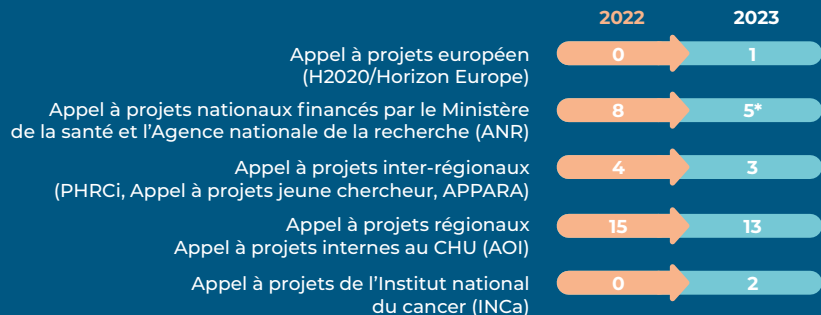 2022 2023
Appel à projets européen
(H2020/Horizon Europe)
0 1
Appel à projets nationaux financés par le Ministère
de la santé et l’Agence nationale de la recherche (ANR)
8 5*
Appel à projets inter-régionaux
(PHRCi, Appel à projets jeune chercheur, APPARA)
4 3
Appel à projets régionaux
Appel à projets internes au CHU (AOI)
15 13
Appel à projets de l’Institut national
du cancer (INCa)
0 2